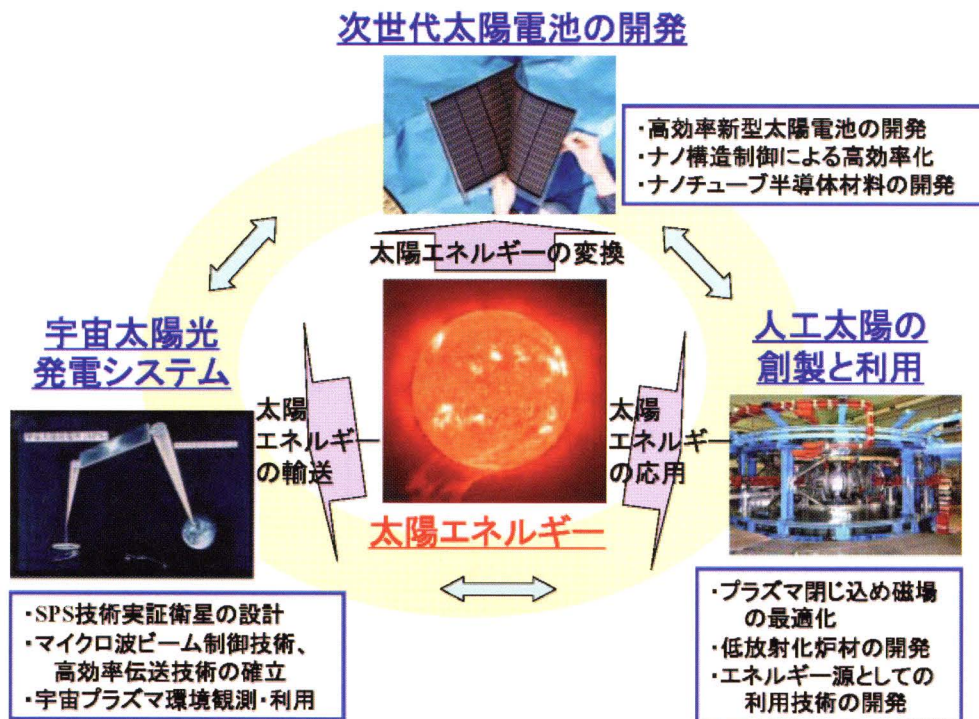 次世代太陽電池の開発
・高効率新型太陽電池の開発
・ナノ構造制御による高効率化
・ナノチューブ半導体材料の開発
太陽エネルギーの変換
宇宙太陽光
発電システム
人工太陽の
創製と利用
太陽
エネルギー
の輸送
太陽
エネルギー
の応用
太陽エネルギー
・SPS技術実証衛星の設計
・マイクロ波ビーム制御技術、
高効率伝送技術の確立
・宇宙プラズマ環境観測・利用
・プラズマ閉じ込め磁場
の最適化
・低放射化炉材の開発
・エネルギー源としての
利用技術の開発